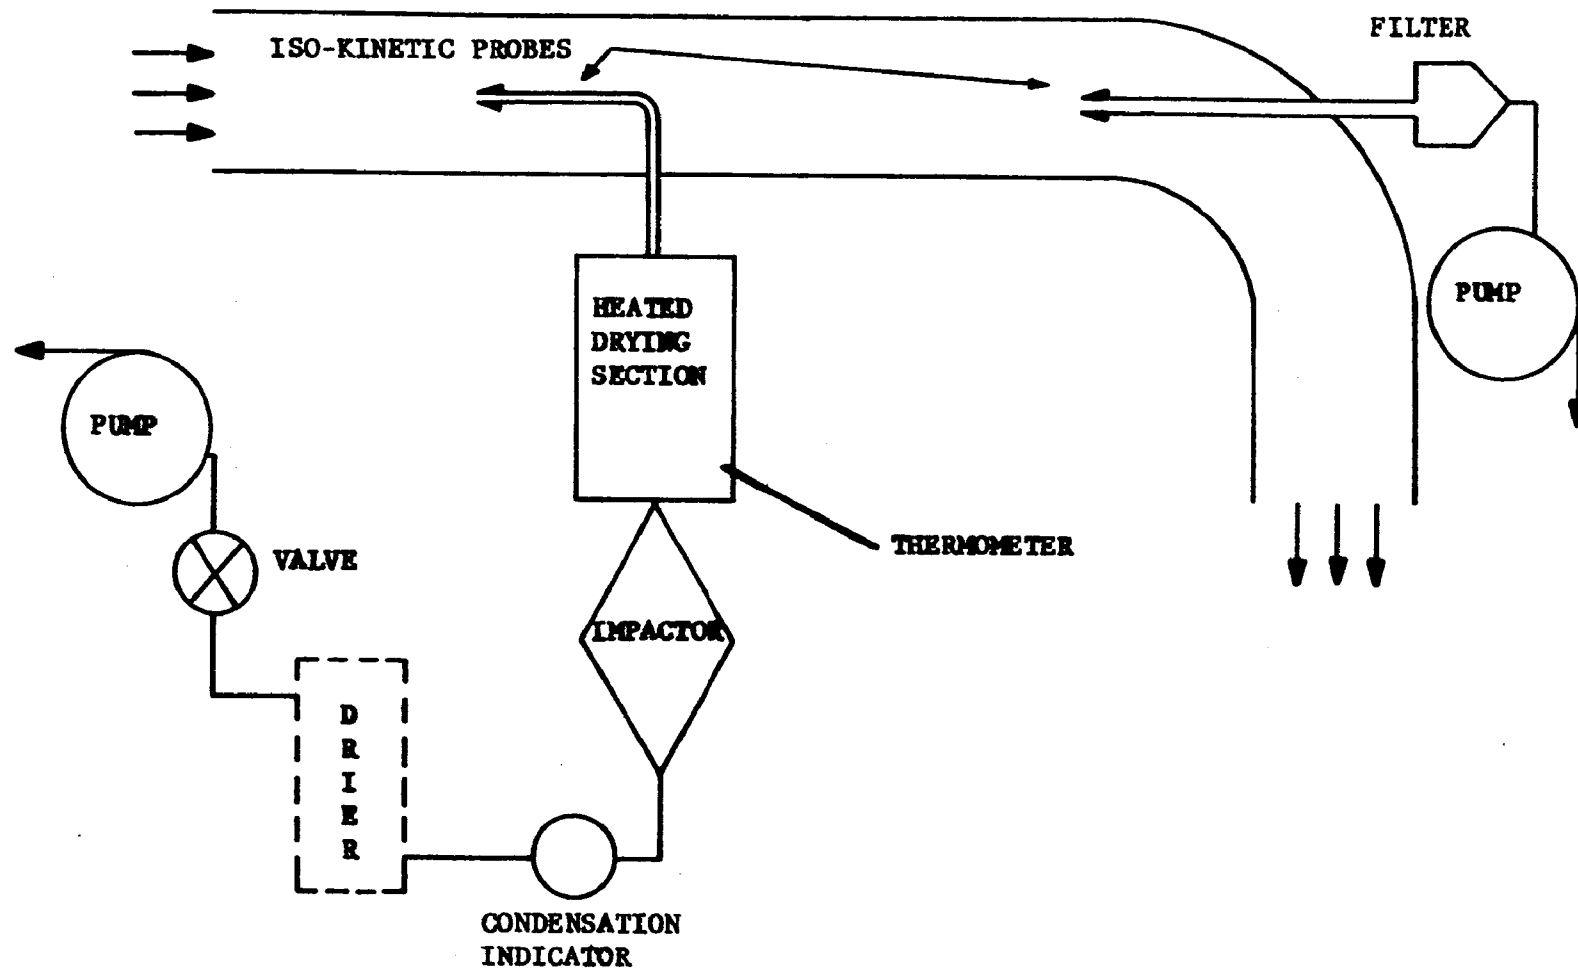 FILTER
ISO-KINETIC PROBES
PUMP
HEATED
DRYING
SECTION
PUMP
THERMOMETER
VALVE
IMPACTOR
D
R
I
E
R
CONDENSATION
INDICATOR